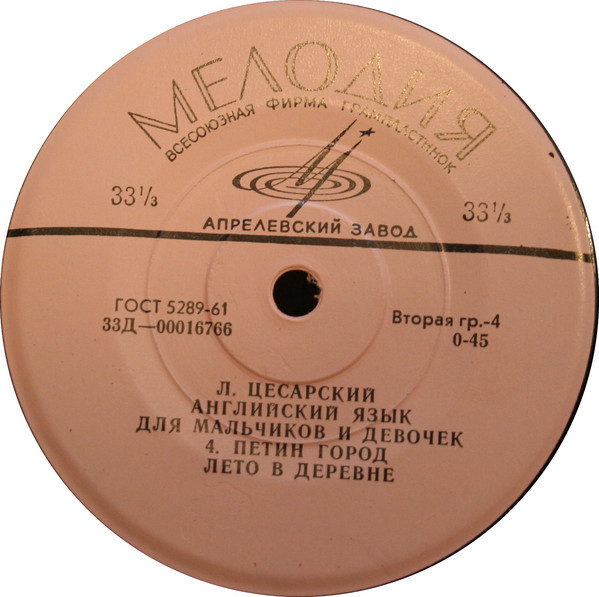 МЕЛОДИЯ
ВСЕСОЮЗНАЯ ФИРМА ГРАМПЛАСТИНОК
33⅓
33⅓
АПРЕЛЕВСКИЙ ЗАВОД
ГОСТ 5289-61
33Д—00016766
Вторая гр.-4
0-45
Л. ЦЕСАРСКИЙ
АНГЛИЙСКИЙ ЯЗЫК
ДЛЯ МАЛЬЧИКОВ И ДЕВОЧЕК
4. ПЕТИН ГОРОД
ЛЕТО В ДЕРЕВНЕ